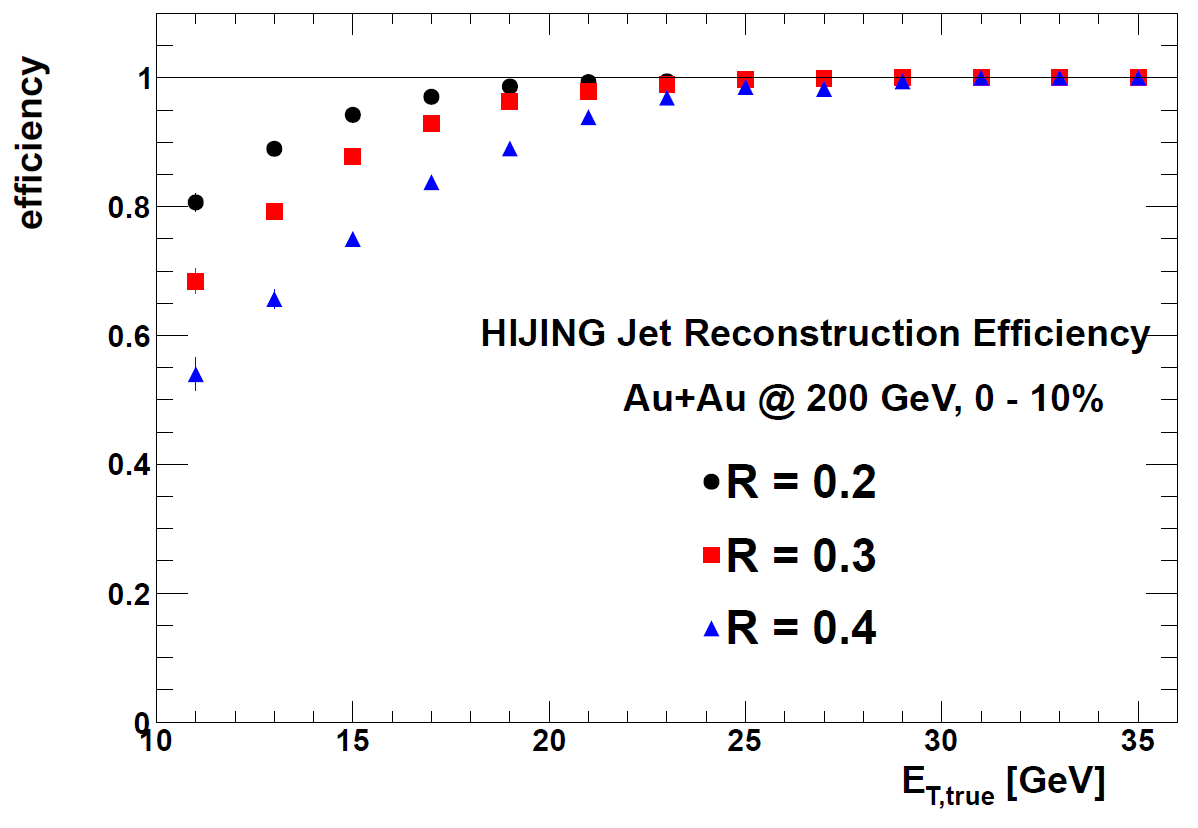 efficiency
1
0.8
0.6
0.4
0.2
0
HIJING Jet Reconstruction Efficiency
Au+Au @ 200 GeV, 0 - 10%
R = 0.2
R = 0.3
R = 0.4
10 15 20 25 30 35
E_T,true [GeV]